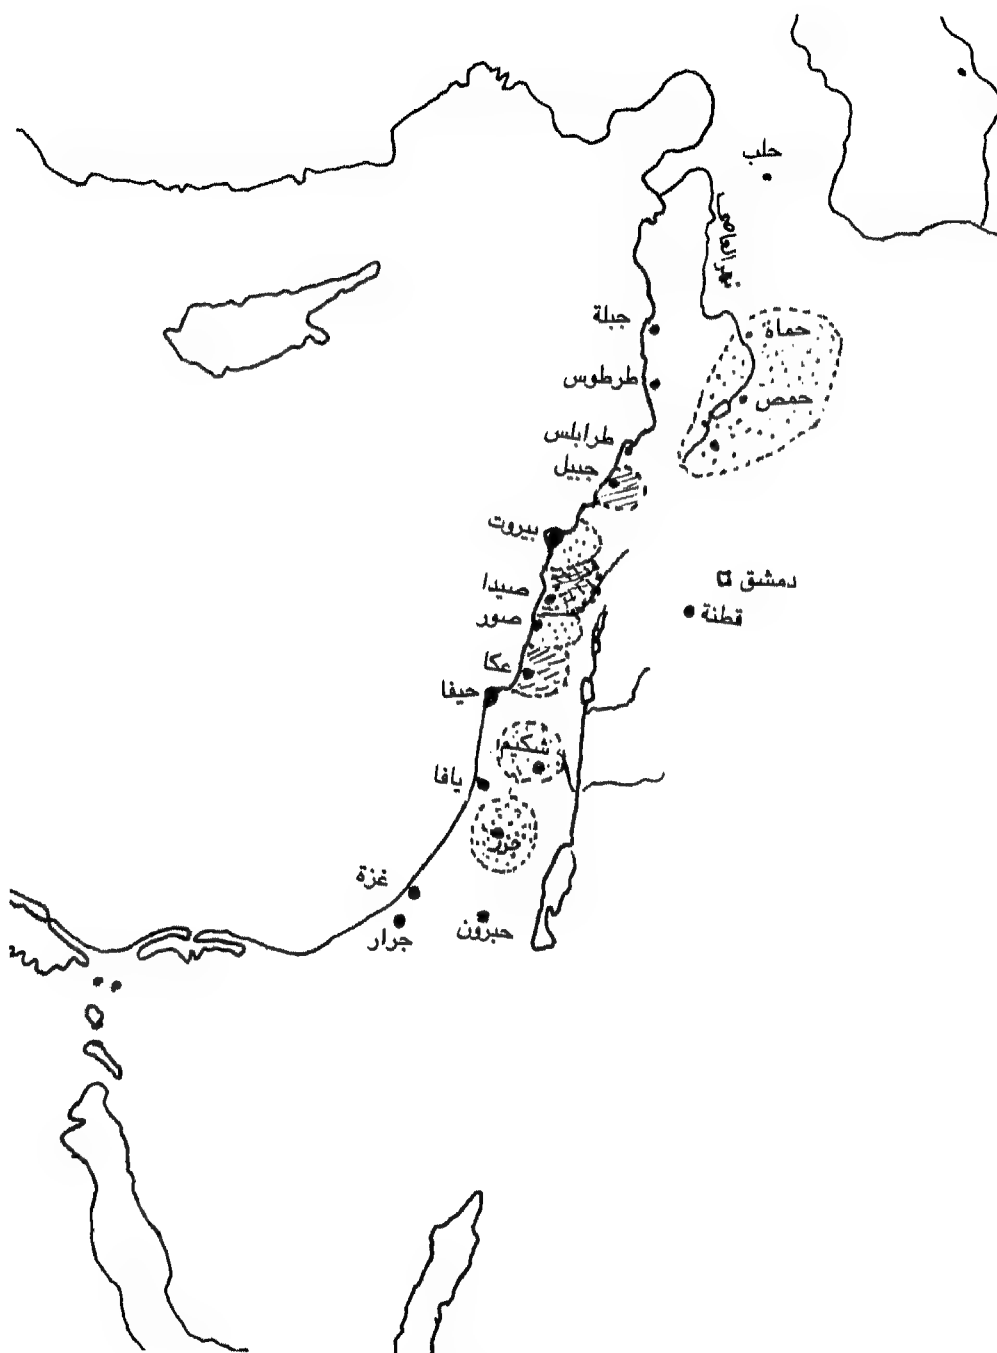 حلب
نهر العاصي
جبلة
حماة
طرطوس
حمص
طرابلس
جبيل
بيروت
دمشق
صيدا
قطنة
صور
عكا
حيفا
شكيم
يافا
جزر
غزة
حبرون
جرار